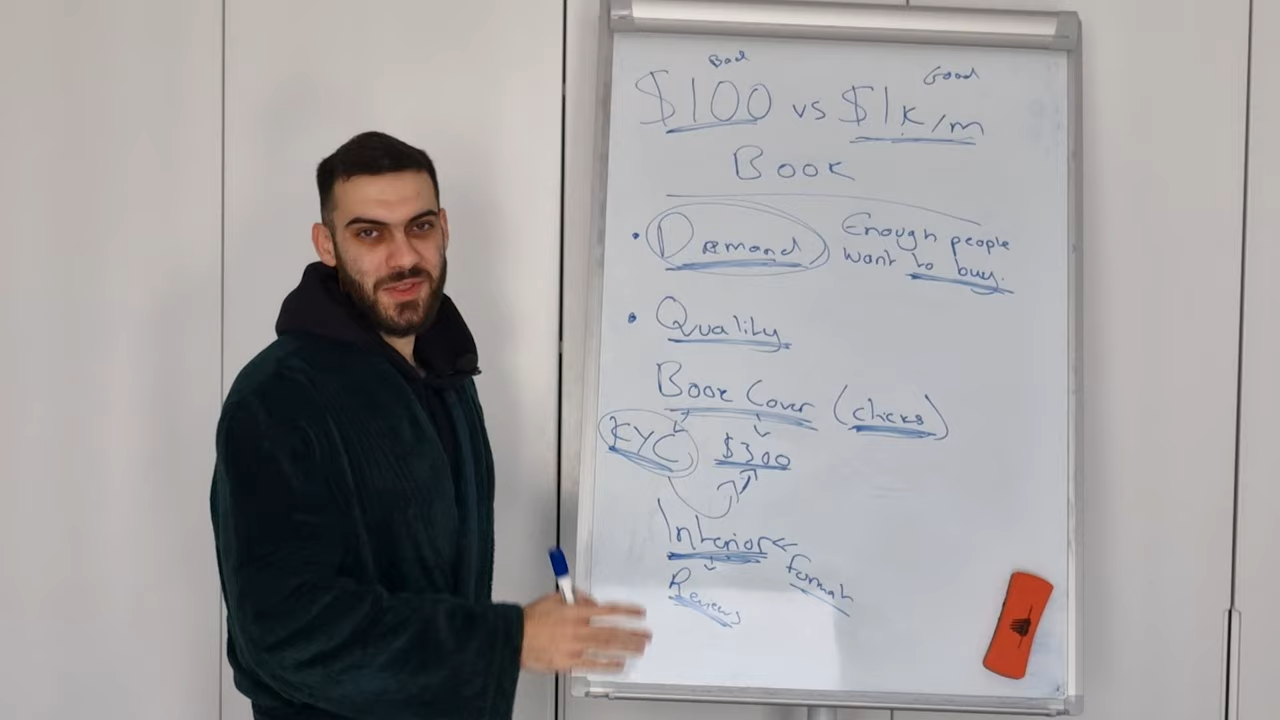 Bad
Good
$100 vs $1k/m
Book
• Demand
Enough people
want to buy.
• Quality
Book Cover (clicks)
KYC
$300
Interior
Format
Reviews